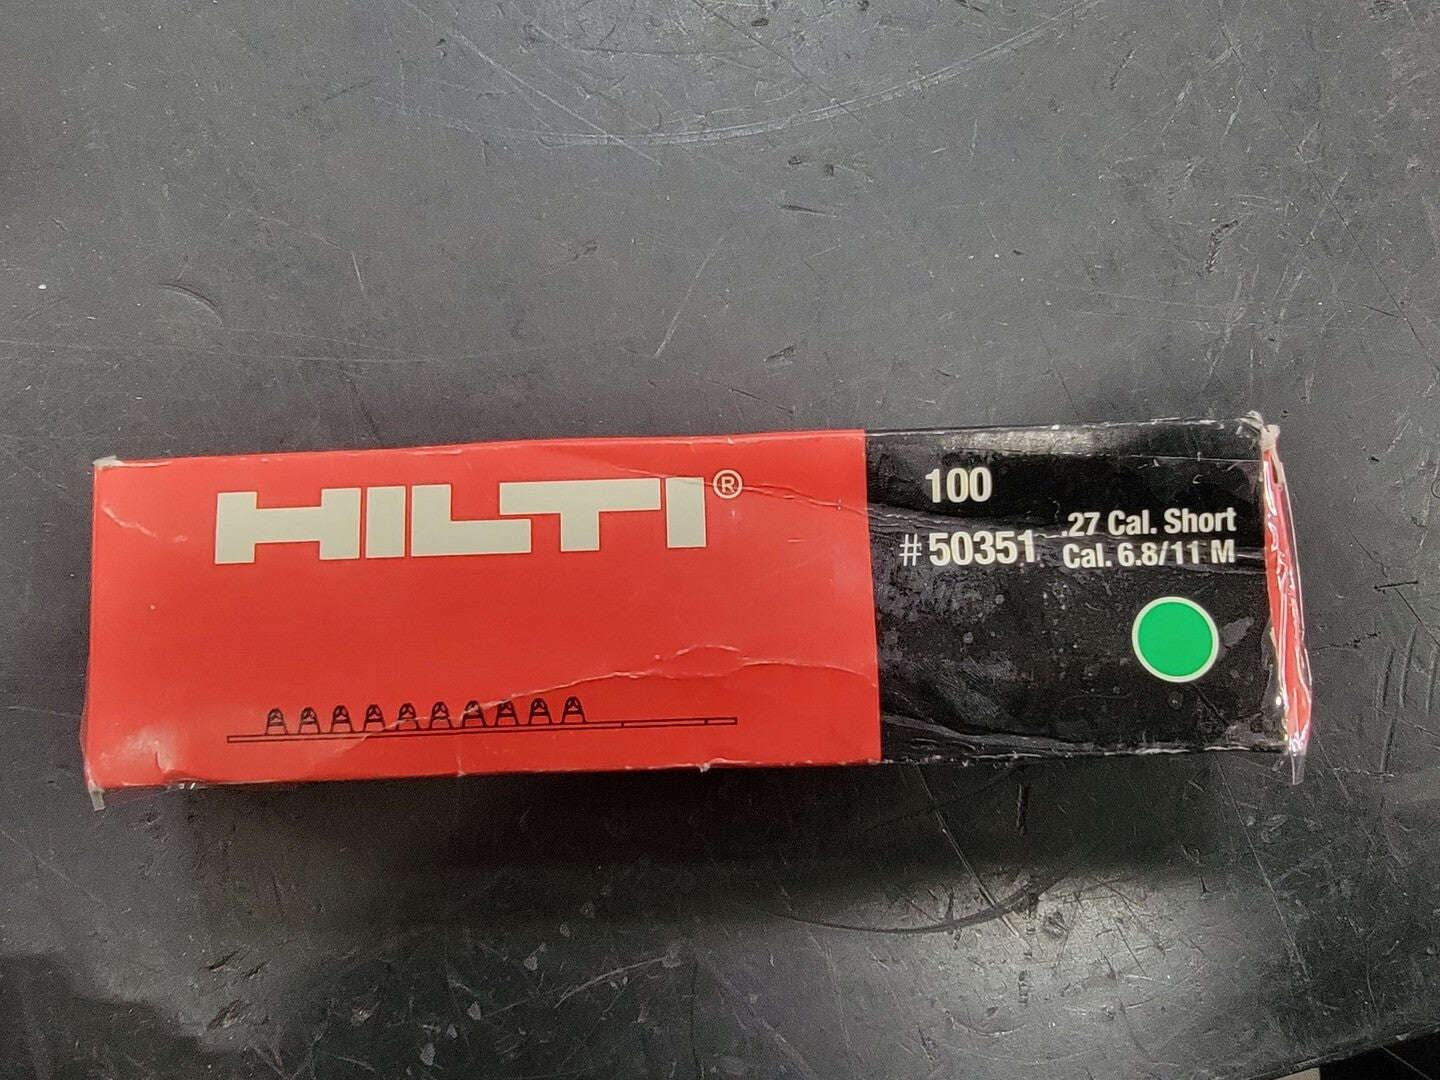 HILTI®
100
# 50351
.27 Cal. Short
Cal. 6.8/11 M